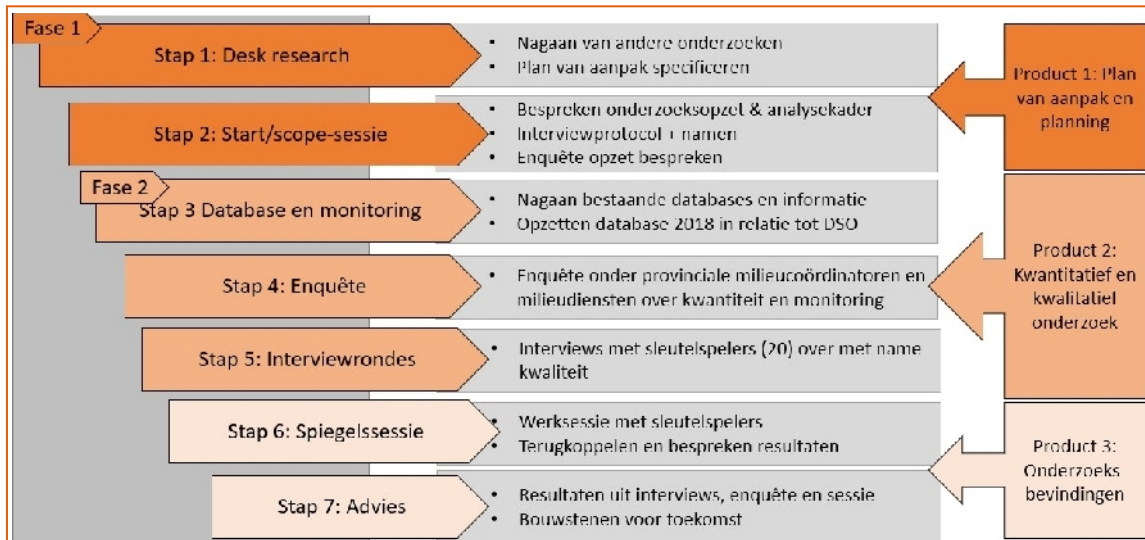 Fase 1
Stap 1: Desk research
• Nagaan van andere onderzoeken
• Plan van aanpak specificeren
Product 1: Plan
van aanpak en
planning
Stap 2: Start/scope-sessie
• Bespreken onderzoeksopzet & analysekader
• Interviewprotocol + namen
• Enquête opzet bespreken
Fase 2
Stap 3 Database en monitoring
• Nagaan bestaande databases en informatie
• Opzetten database 2018 in relatie tot DSO
Product 2:
Kwantitatief en
kwalitatief
onderzoek
Stap 4: Enquête
• Enquête onder provinciale milieucoördinatoren en
milieudiensten over kwantiteit en monitoring
Stap 5: Interviewrondes
• Interviews met sleutelspelers (20) over met name
kwaliteit
Stap 6: Spiegelssessie
• Werksessie met sleutelspelers
• Terugkoppelen en bespreken resultaten
Product 3:
Onderzoeks
bevindingen
Stap 7: Advies
• Resultaten uit interviews, enquête en sessie
• Bouwstenen voor toekomst